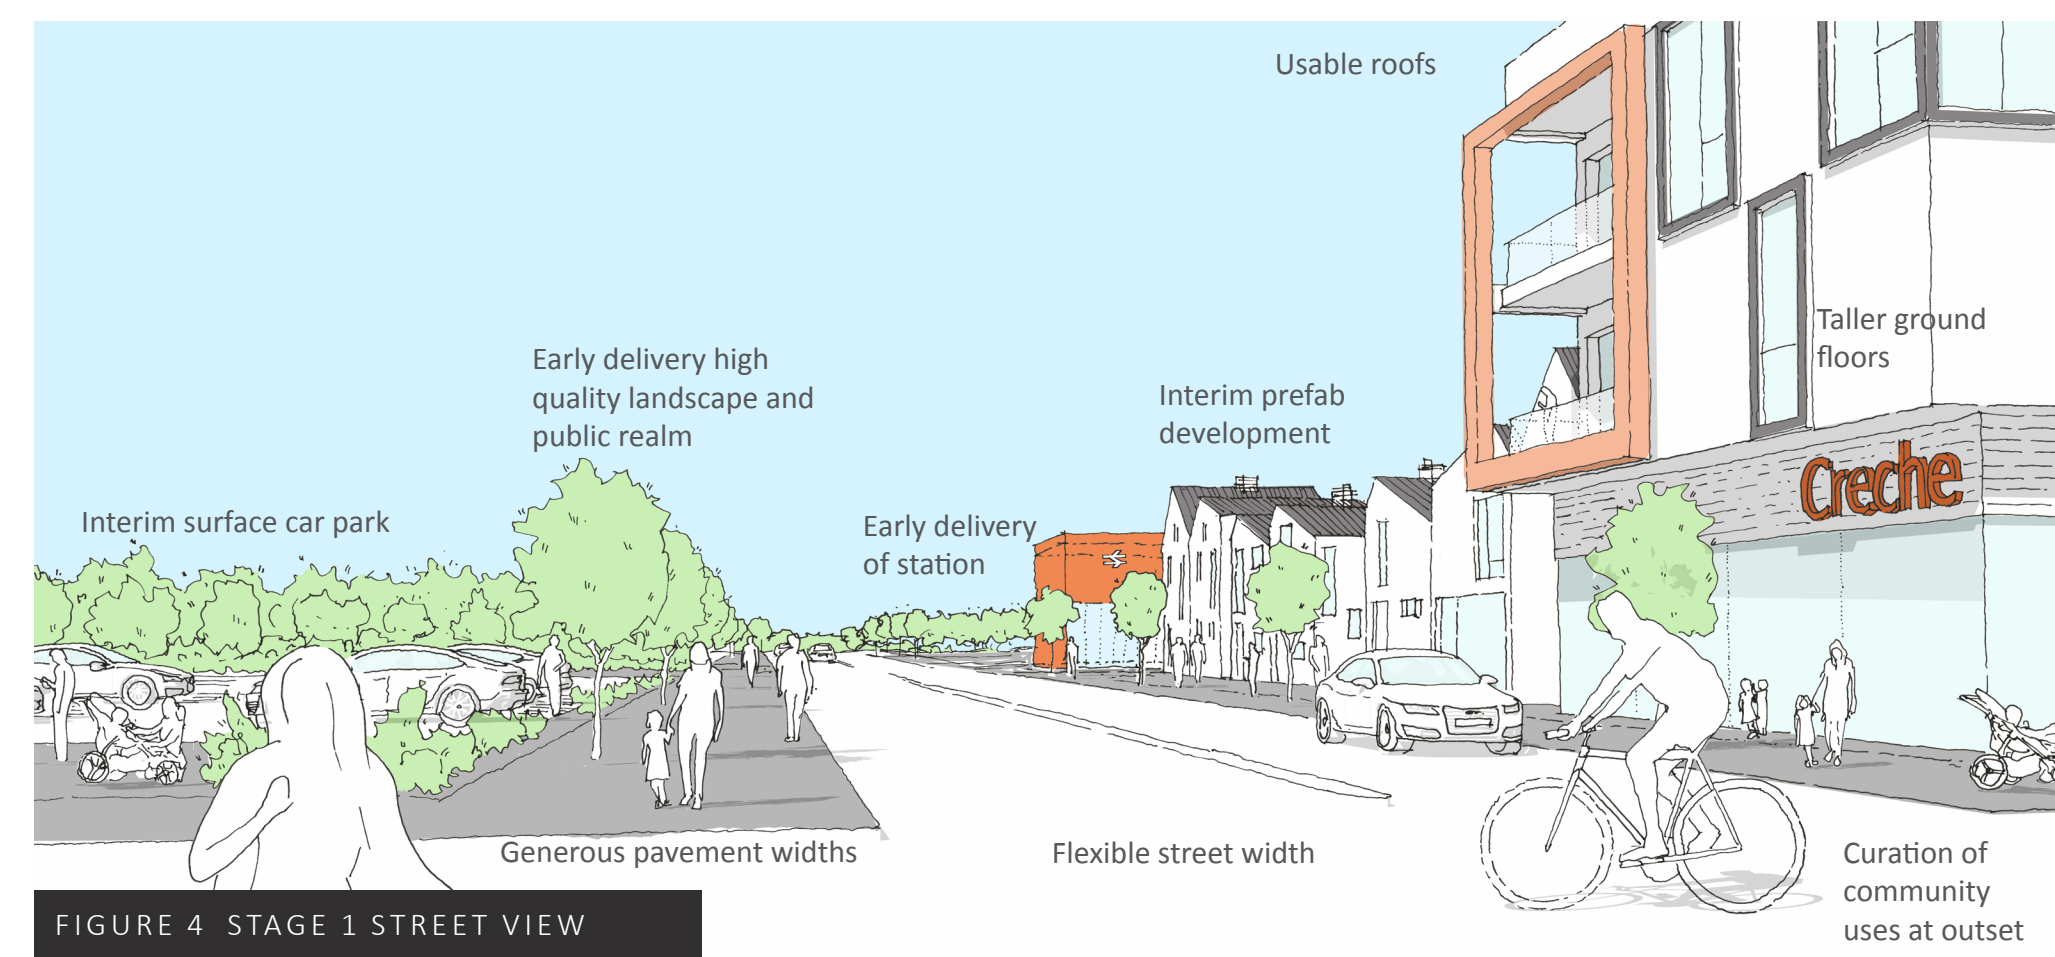 Usable roofs
Taller ground
floors
Early delivery high
quality landscape and
public realm
Interim prefab
development
Creche
Interim surface car park
Early delivery
of station
Generous pavement widths
Flexible street width
Curation of
community
uses at outset
FIGURE 4 STAGE 1 STREET VIEW